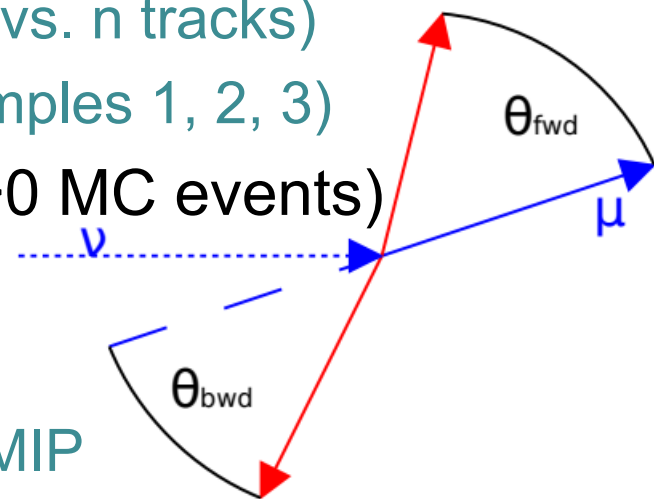 vs. n tracks)
mples 1, 2, 3)
0 MC events)
θfwd
μ
ν
θbwd
MIP